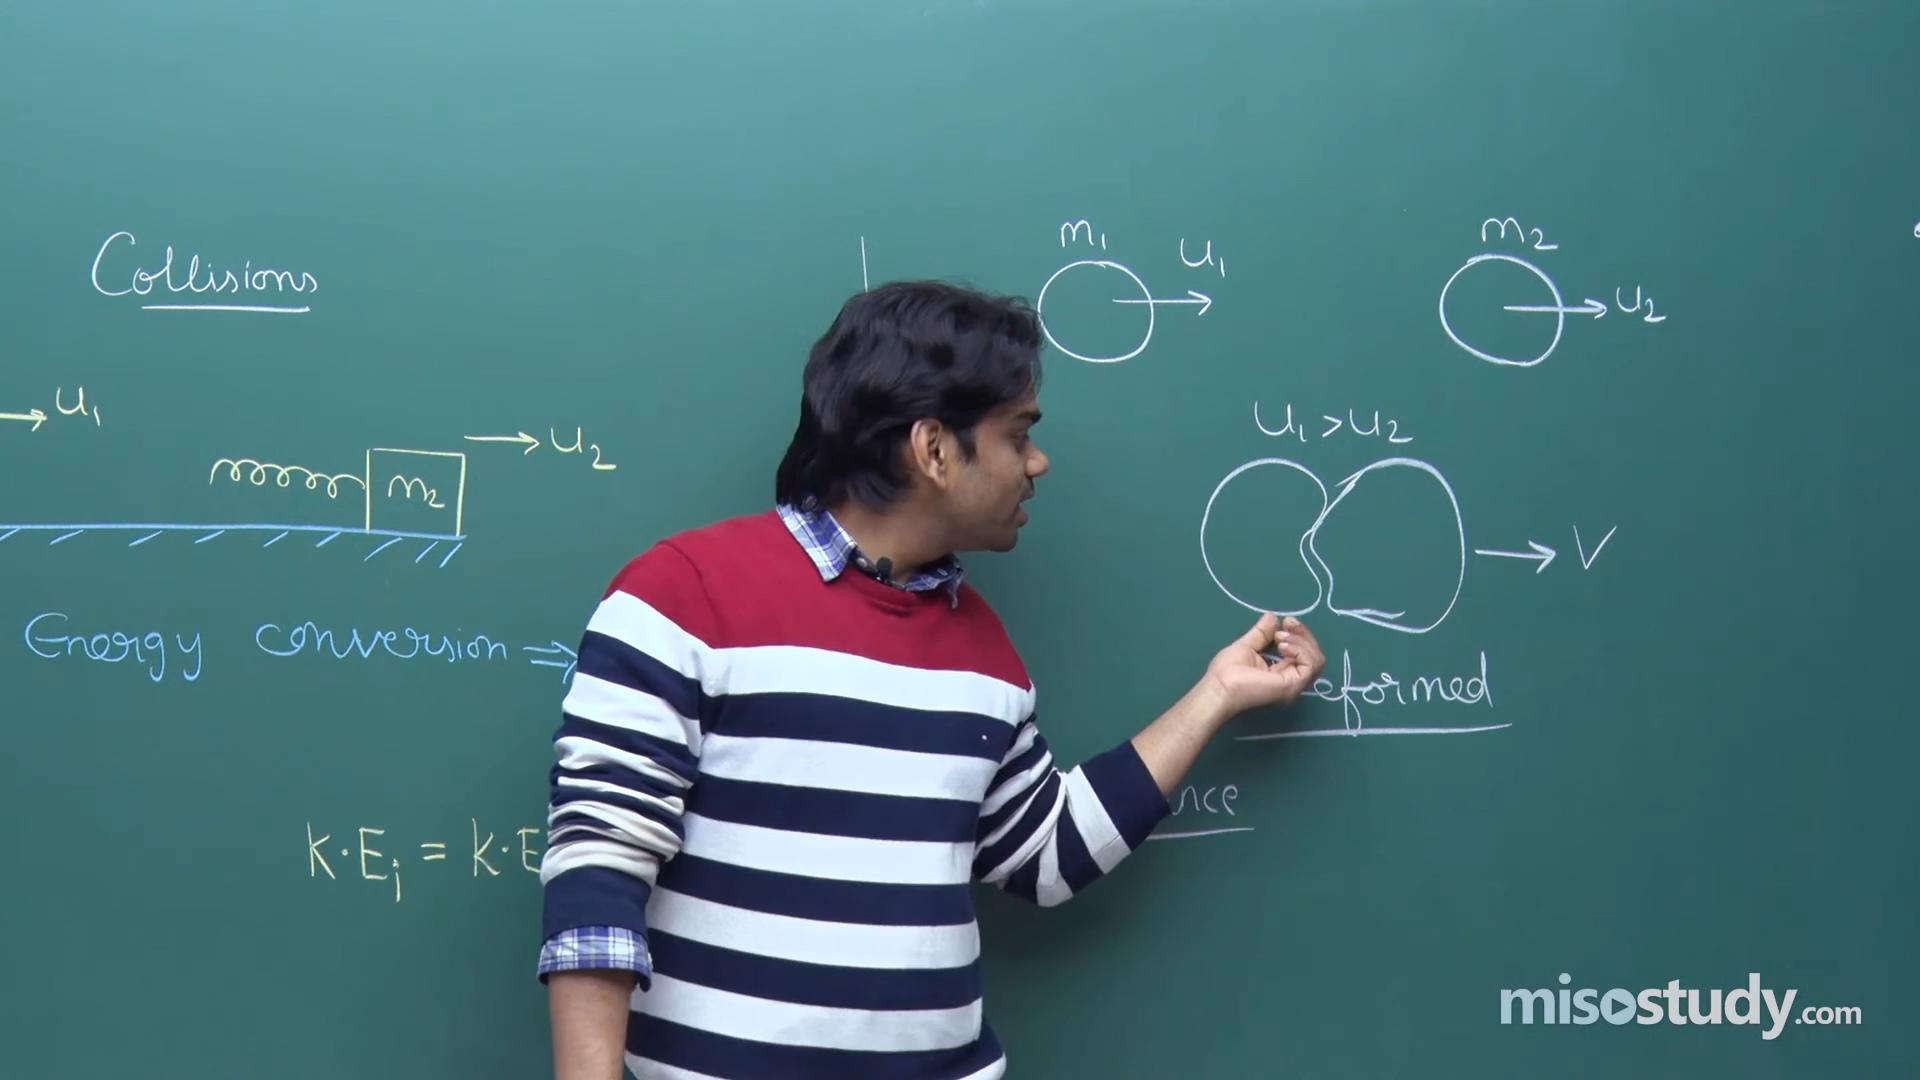 Collisions
u₁
m₂
u₂
Energy conversion ⇒
K·Eᵢ = K·E
m₁
u₁
m₂
u₂
u₁ > u₂
V
eformed
nce
misostudy.com